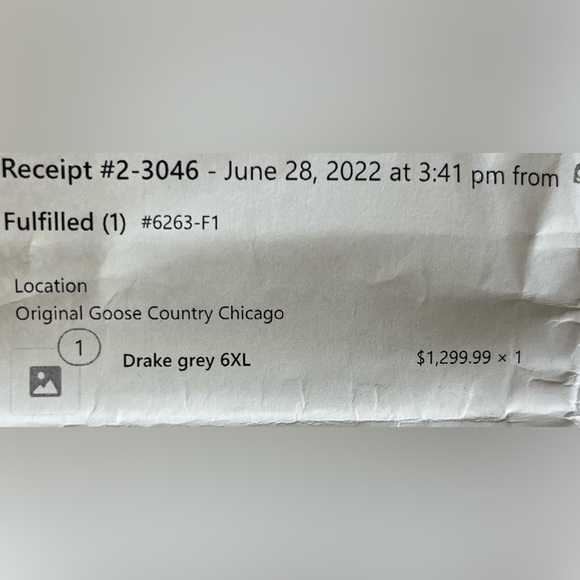 Receipt #2-3046 - June 28, 2022 at 3:41 pm from
Fulfilled (1) #6263-F1
Location
Original Goose Country Chicago
1
Drake grey 6XL $1,299.99 × 1